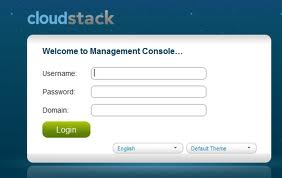 cloudstack
Welcome to Management Console...
Username:
Password:
Domain:
Login
English Default Theme